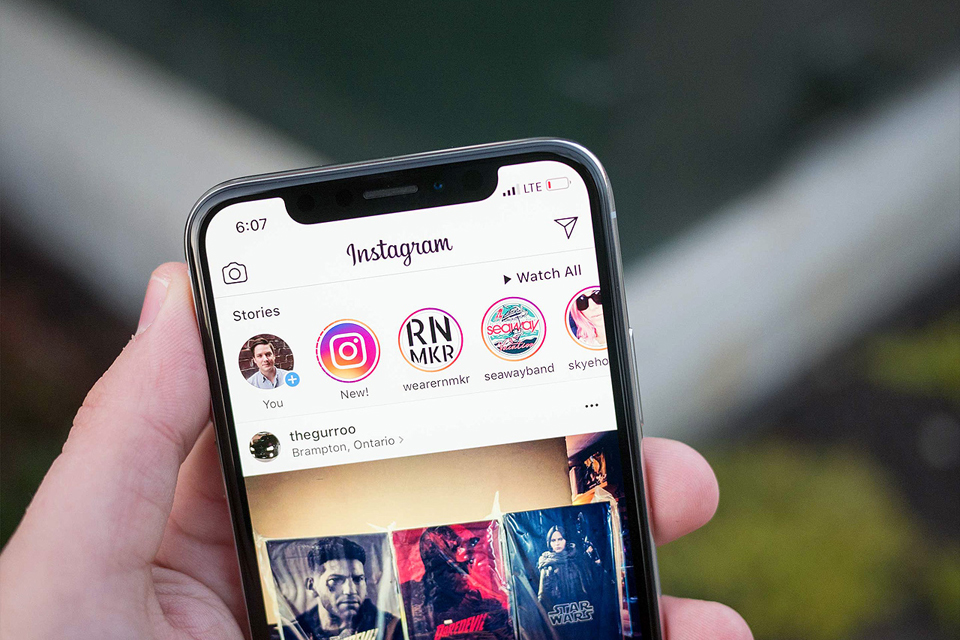 6:07
LTE
Instagram
Watch All
Stories
RN
MKR
seaway
You
New!
wearernmkr
seawayband
skyeho
thegurroo
Brampton, Ontario
DAREDEVIL
STAR
WARS